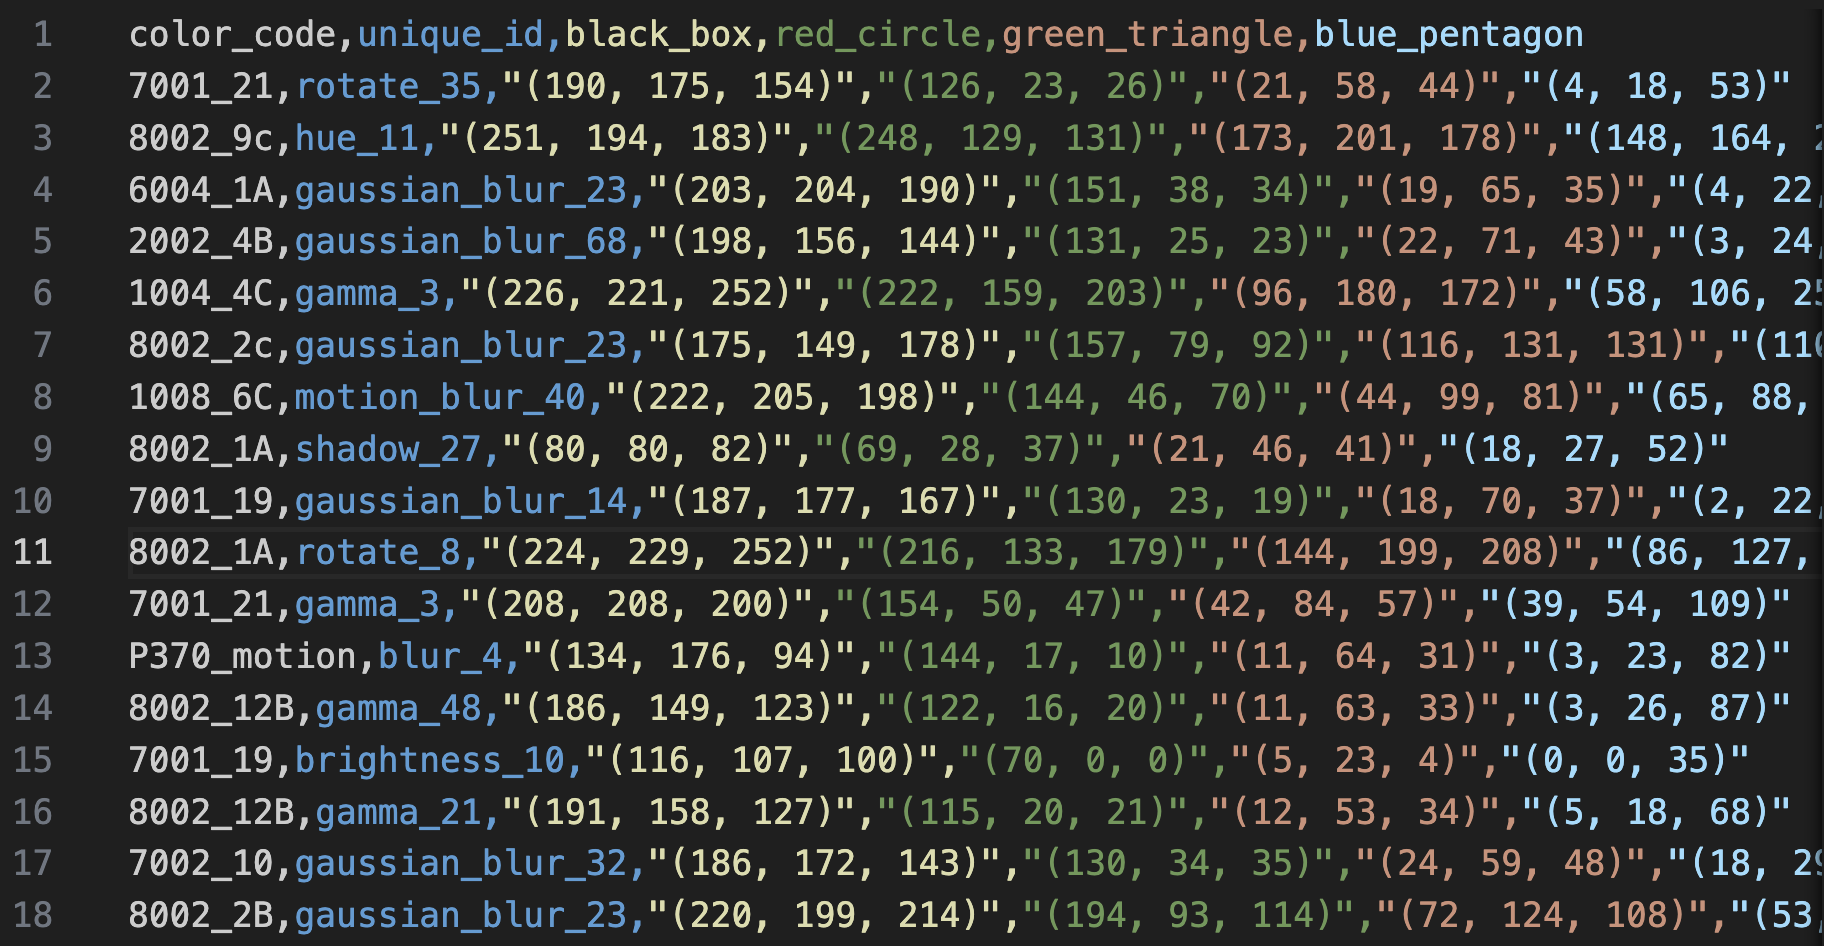 1 color_code,unique_id,black_box,red_circle,green_triangle,blue_pentagon
2 7001_21,rotate_35,"(190, 175, 154)","(126, 23, 26)","(21, 58, 44)","(4, 18, 53)"
3 8002_9c,hue_11,"(251, 194, 183)","(248, 129, 131)","(173, 201, 178)","(148, 164,
4 6004_1A,gaussian_blur_23,"(203, 204, 190)","(151, 38, 34)","(19, 65, 35)","(4, 22,
5 2002_4B,gaussian_blur_68,"(198, 156, 144)","(131, 25, 23)","(22, 71, 43)","(3, 24,
6 1004_4C,gamma_3,"(226, 221, 252)","(222, 159, 203)","(96, 180, 172)","(58, 106,
7 8002_2c,gaussian_blur_23,"(175, 149, 178)","(157, 79, 92)","(116, 131, 131)","(110
8 1008_6C,motion_blur_40,"(222, 205, 198)","(144, 46, 70)","(44, 99, 81)","(65, 88,
9 8002_1A,shadow_27,"(80, 80, 82)","(69, 28, 37)","(21, 46, 41)","(18, 27, 52)"
10 7001_19,gaussian_blur_14,"(187, 177, 167)","(130, 23, 19)","(18, 70, 37)","(2, 22,
11 8002_1A,rotate_8,"(224, 229, 252)","(216, 133, 179)","(144, 199, 208)","(86, 127,
12 7001_21,gamma_3,"(208, 208, 200)","(154, 50, 47)","(42, 84, 57)","(39, 54, 109)"
13 P370_motion,blur_4,"(134, 176, 94)","(144, 17, 10)","(11, 64, 31)","(3, 23, 82)"
14 8002_12B,gamma_48,"(186, 149, 123)","(122, 16, 20)","(11, 63, 33)","(3, 26, 87)"
15 7001_19,brightness_10,"(116, 107, 100)","(70, 0, 0)","(5, 23, 4)","(0, 0, 35)"
16 8002_12B,gamma_21,"(191, 158, 127)","(115, 20, 21)","(12, 53, 34)","(5, 18, 68)"
17 7002_10,gaussian_blur_32,"(186, 172, 143)","(130, 34, 35)","(24, 59, 48)","(18,
18 8002_2B,gaussian_blur_23,"(220, 199, 214)","(194, 93, 114)","(72, 124, 108)","(53,